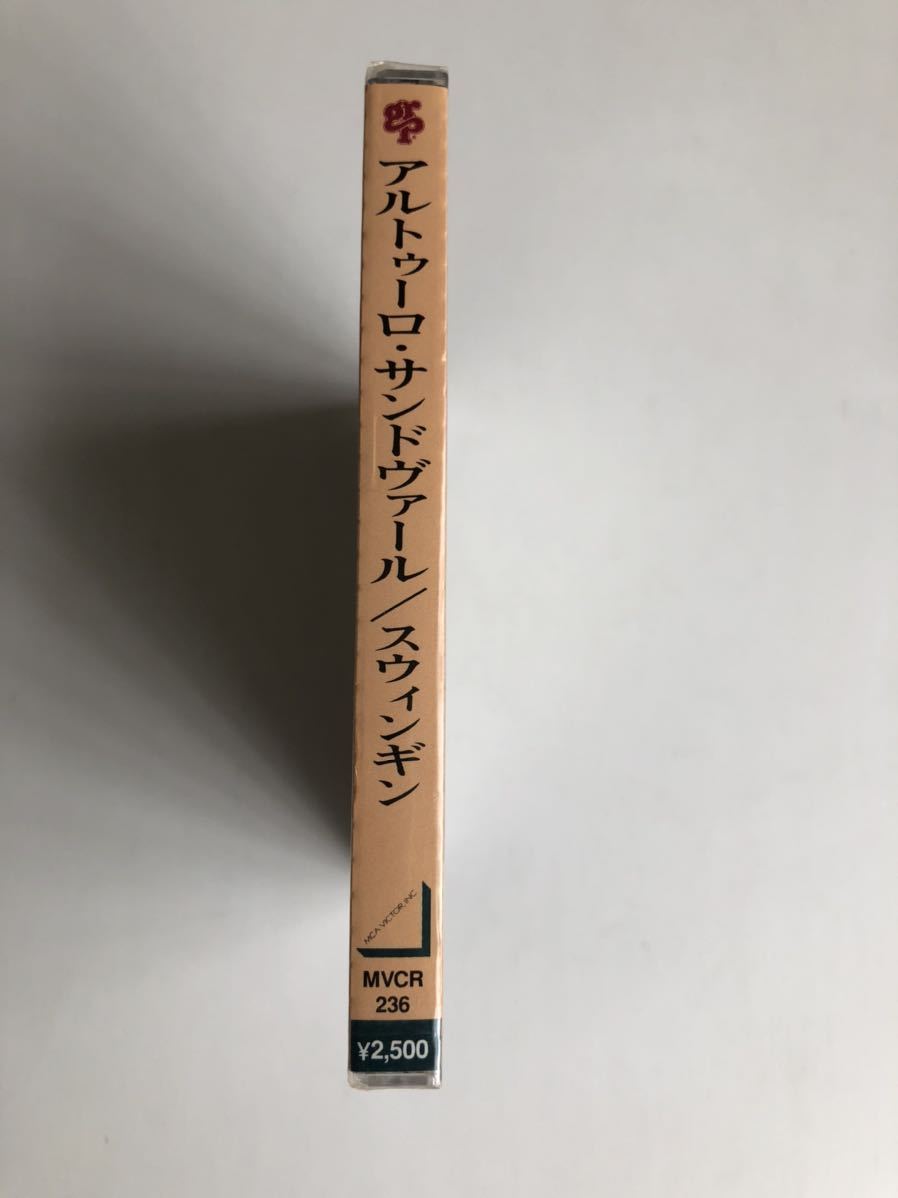 grp
アルトゥーロ・サンドヴァール/スウィンギン
MCA VICTOR INC
MVCR
236
¥2,500